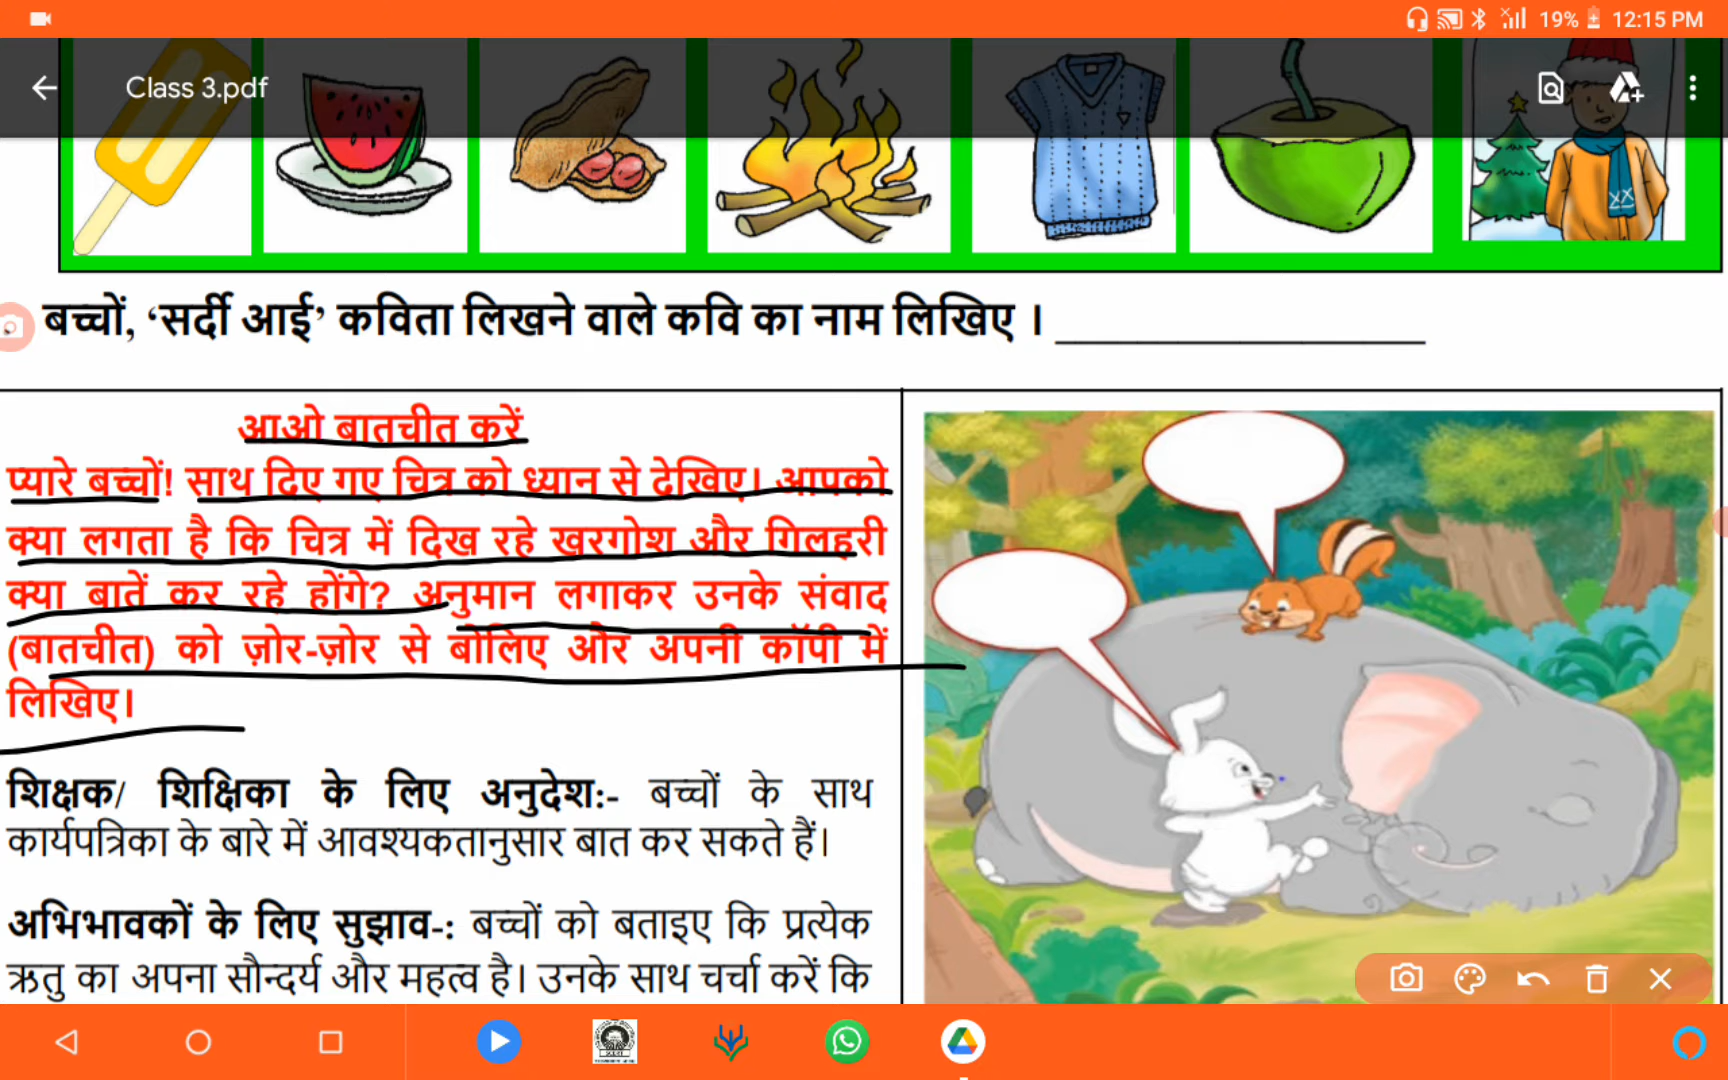 19% 12:15 PM
Class 3.pdf
बच्चों, ‘सर्दी आई’ कविता लिखने वाले कवि का नाम लिखिए । ________________
आओ बातचीत करें
प्यारे बच्चों! साथ दिए गए चित्र को ध्यान से देखिए। आपको
क्या लगता है कि चित्र में दिख रहे खरगोश और गिलहरी
क्या बातें कर रहे होंगे? अनुमान लगाकर उनके संवाद
(बातचीत) को ज़ोर-ज़ोर से बोलिए और अपनी कॉपी में
लिखिए।
शिक्षक/ शिक्षिका के लिए अनुदेश:- बच्चों के साथ
कार्यपत्रिका के बारे में आवश्यकतानुसार बात कर सकते हैं।
अभिभावकों के लिए सुझाव-: बच्चों को बताइए कि प्रत्येक
ऋतु का अपना सौन्दर्य और महत्व है। उनके साथ चर्चा करें कि